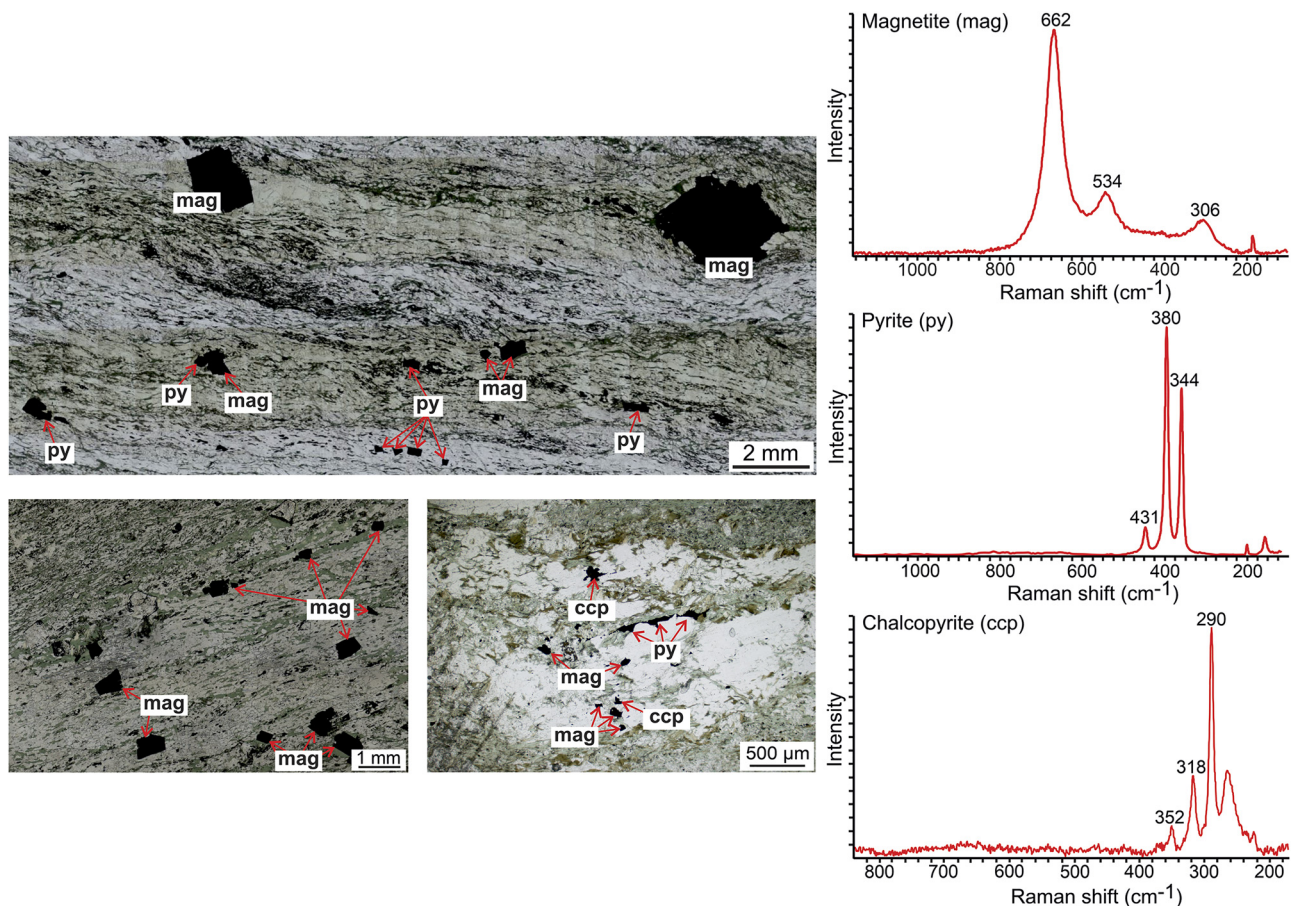 mag
mag
py
mag
py
mag
py
py
2 mm
mag
mag
mag
1 mm
ccp
py
mag
ccp
mag
500 µm
Magnetite (mag)
662
534
306
Intensity
1000
800
600
400
200
Raman shift (cm-1)
Pyrite (py)
380
344
431
Intensity
1000
800
600
400
200
Raman shift (cm-1)
Chalcopyrite (ccp)
290
318
352
Intensity
800
700
600
500
400
300
200
Raman shift (cm-1)